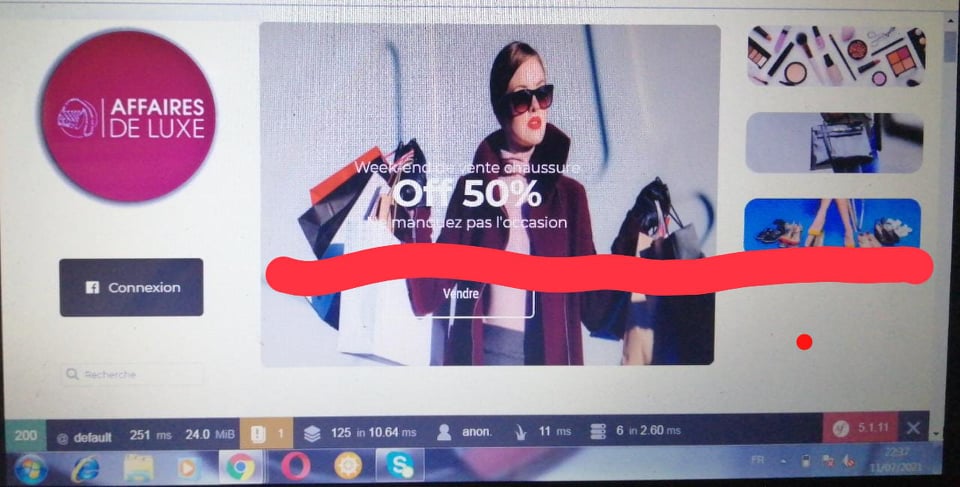 AFFAIRES
DE LUXE
Week-end de vente chaussure
Off 50%
Ne manquez pas l'occasion
Vendre
Connexion
Recherche
200 @ default 251 ms 24.0 MiB 1 125 in 10.64 ms anon. 11 ms 6 in 2.60 ms 5.1.11
FR 22:37
11/07/2021